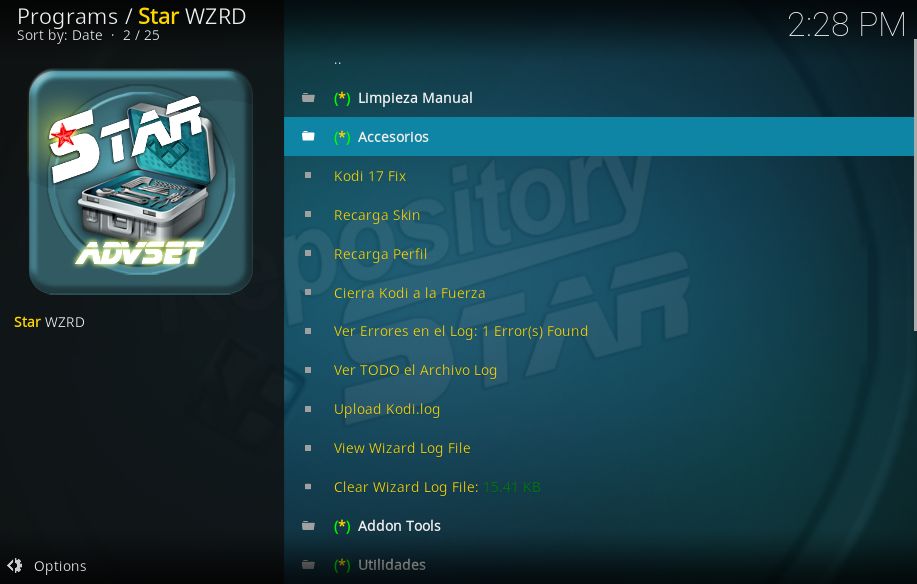 Programs / Star WZRD
2:28 PM
Sort by: Date · 2 / 25
STAR
ADVSET
Star WZRD
Options
..
(*) Limpieza Manual
(*) Accesorios
Kodi 17 Fix
Recarga Skin
Recarga Perfil
Cierra Kodi a la Fuerza
Ver Errores en el Log: 1 Error(s) Found
Ver TODO el Archivo Log
Upload Kodi.log
View Wizard Log File
Clear Wizard Log File: 15.41 KB
(*) Addon Tools
(*) Utilidades
Repository
STAR